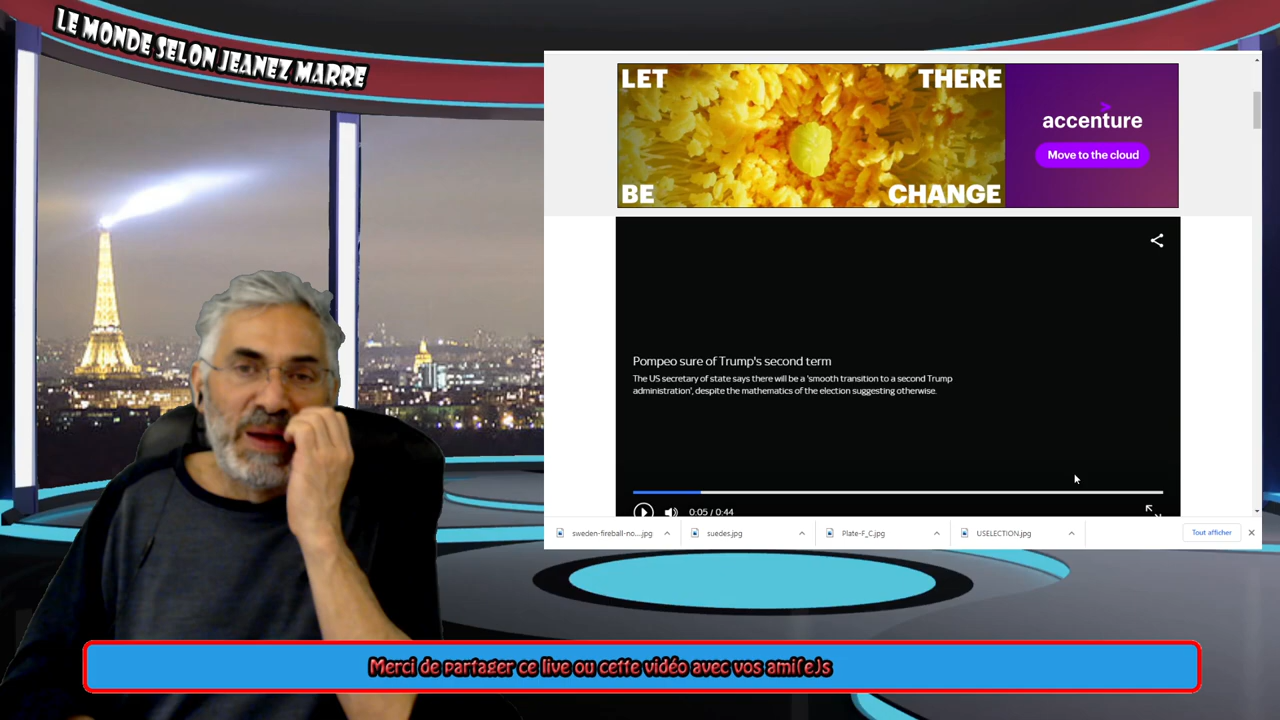 LE MONDE SELON JEANEZ MARRE
LET THERE
BE CHANGE
accenture
Move to the cloud
Pompeo sure of Trump's second term
The US secretary of state says there will be a 'smooth transition to a second Trump
administration', despite the mathematics of the election suggesting otherwise.
0:05 / 0:44
sweden-fireball-no....jpg
suedes.jpg
Plate-F_C.jpg
USELECTION.jpg
Tout afficher
Merci de partager ce live ou cette vidéo avec vos ami(e)s